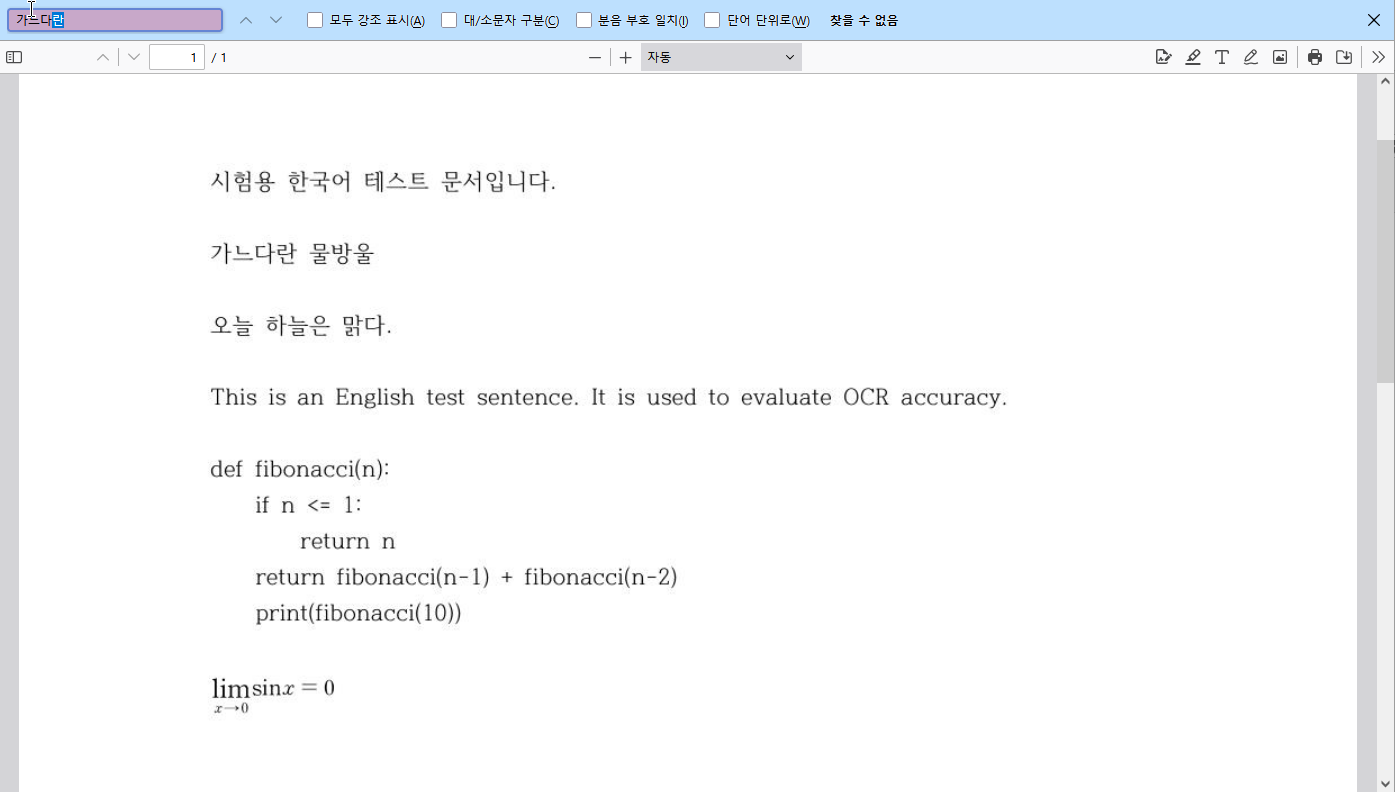 가느다란
모두 강조 표시(A) 대/소문자 구분(C) 분음 부호 일치(I) 단어 단위로(W) 찾을 수 없음
1 / 1 자동
시험용 한국어 테스트 문서입니다.
가느다란 물방울
오늘 하늘은 맑다.
This is an English test sentence. It is used to evaluate OCR accuracy.
def fibonacci(n):
    if n <= 1:
        return n
    return fibonacci(n-1) + fibonacci(n-2)
    print(fibonacci(10))
lim sin x = 0
x→0